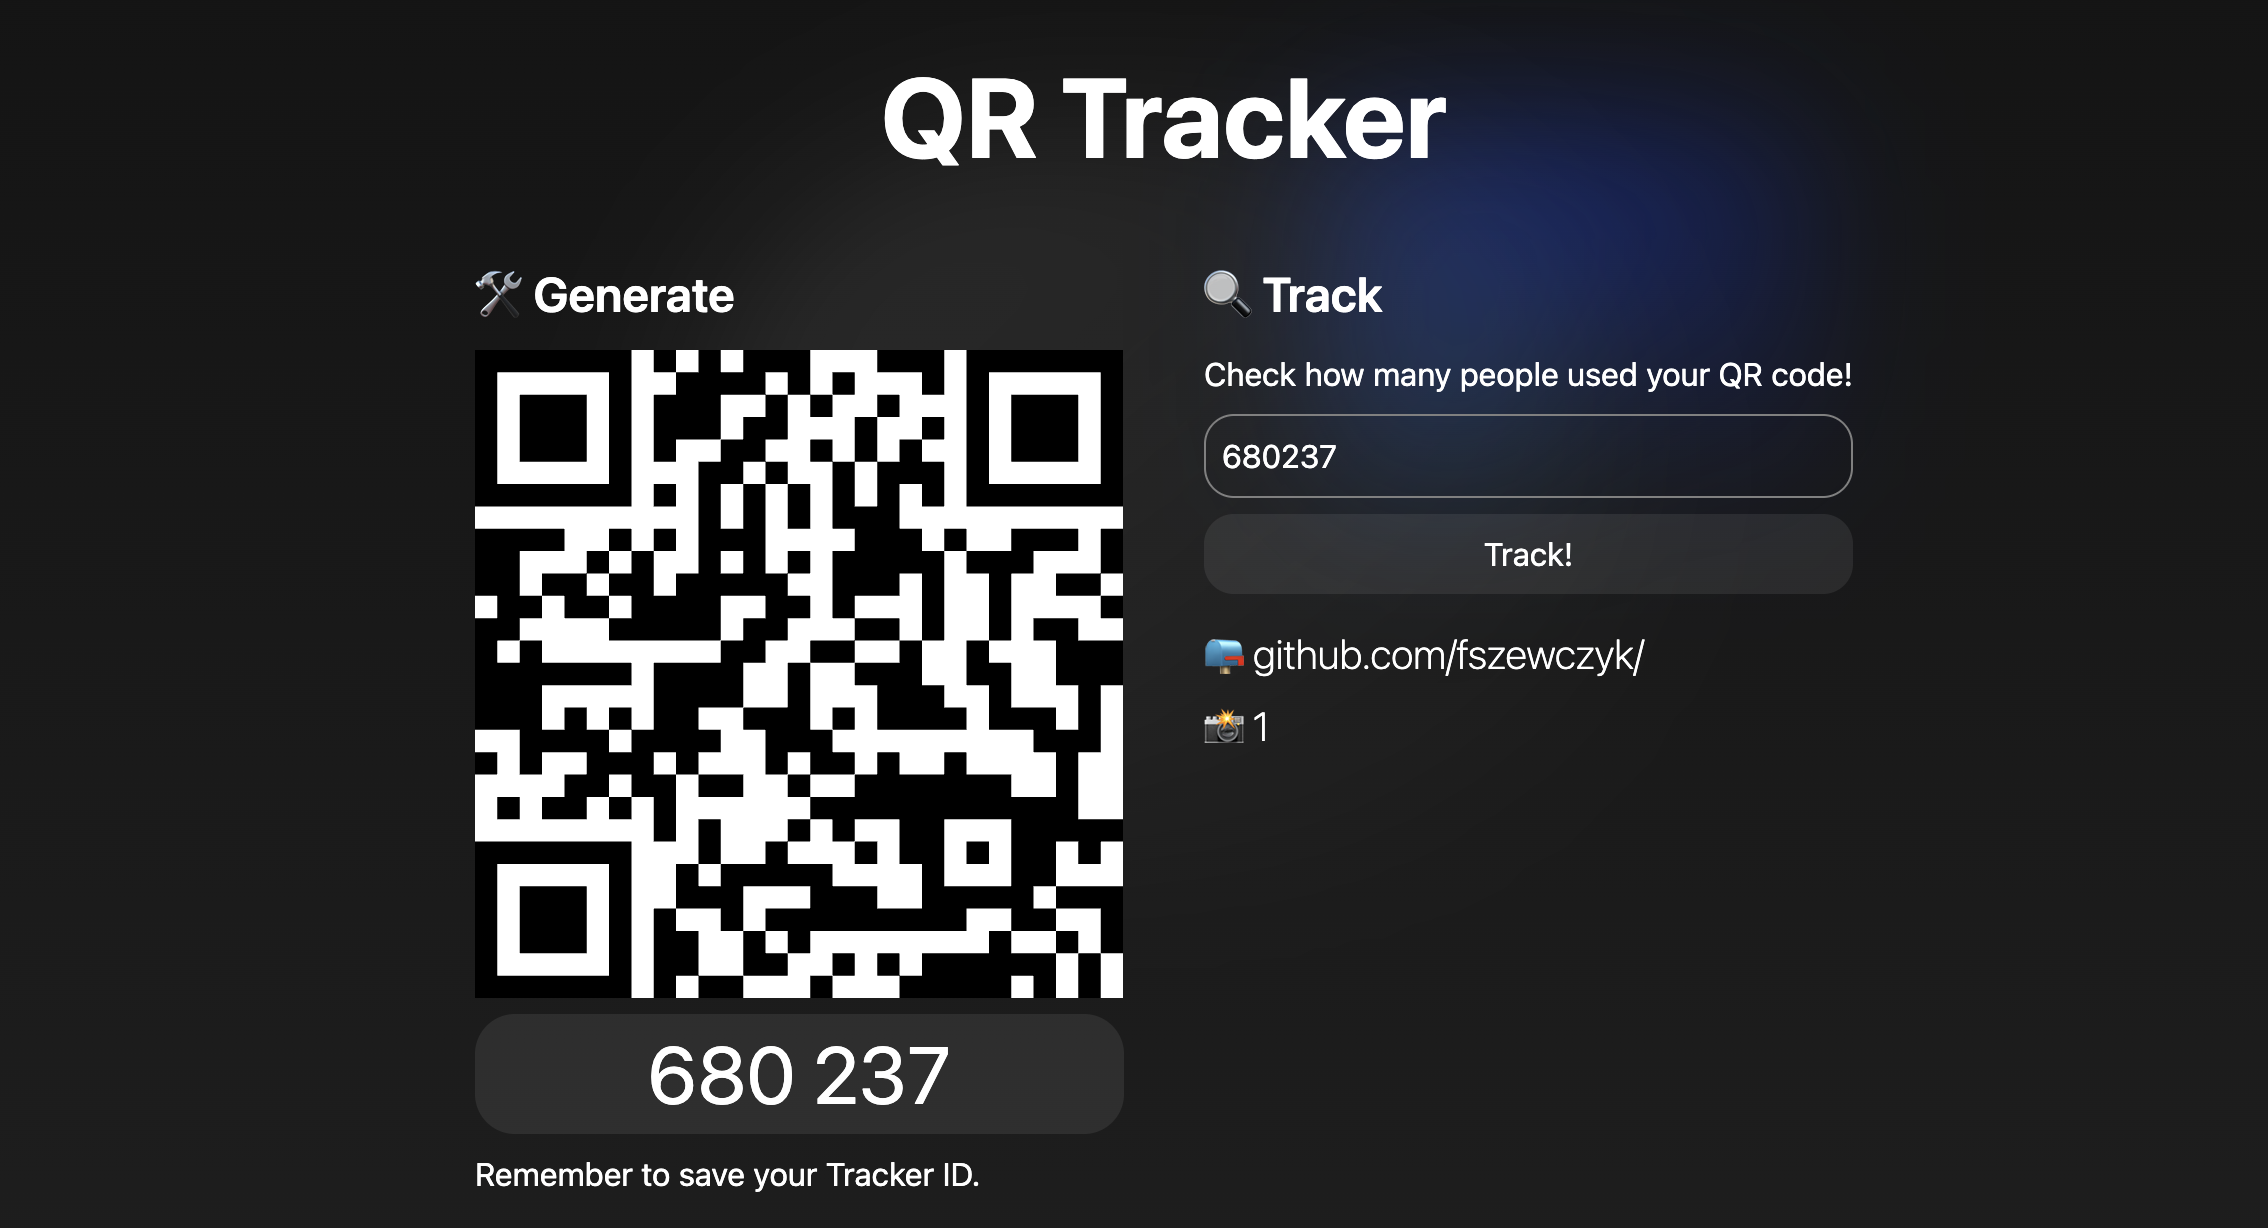 QR Tracker
🛠️ Generate
680 237
Remember to save your Tracker ID.
🔍 Track
Check how many people used your QR code!
680237
Track!
📪 github.com/fszewczyk/
📸 1